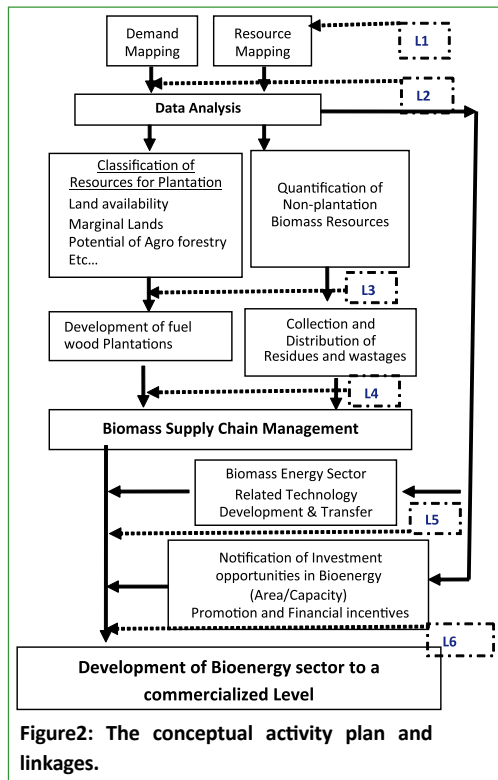 Demand
Mapping
Resource
Mapping
L1
L2
Data Analysis
Classification of
Resources for Plantation
Land availability
Marginal Lands
Potential of Agro forestry
Etc...
Quantification of
Non-plantation
Biomass Resources
L3
Development of fuel
wood Plantations
Collection and
Distribution of
Residues and wastages
L4
Biomass Supply Chain Management
Biomass Energy Sector
Related Technology
Development & Transfer
L5
Notification of Investment
opportunities in Bioenergy
(Area/Capacity)
Promotion and Financial incentives
L6
Development of Bioenergy sector to a
commercialized Level
Figure2: The conceptual activity plan and
linkages.